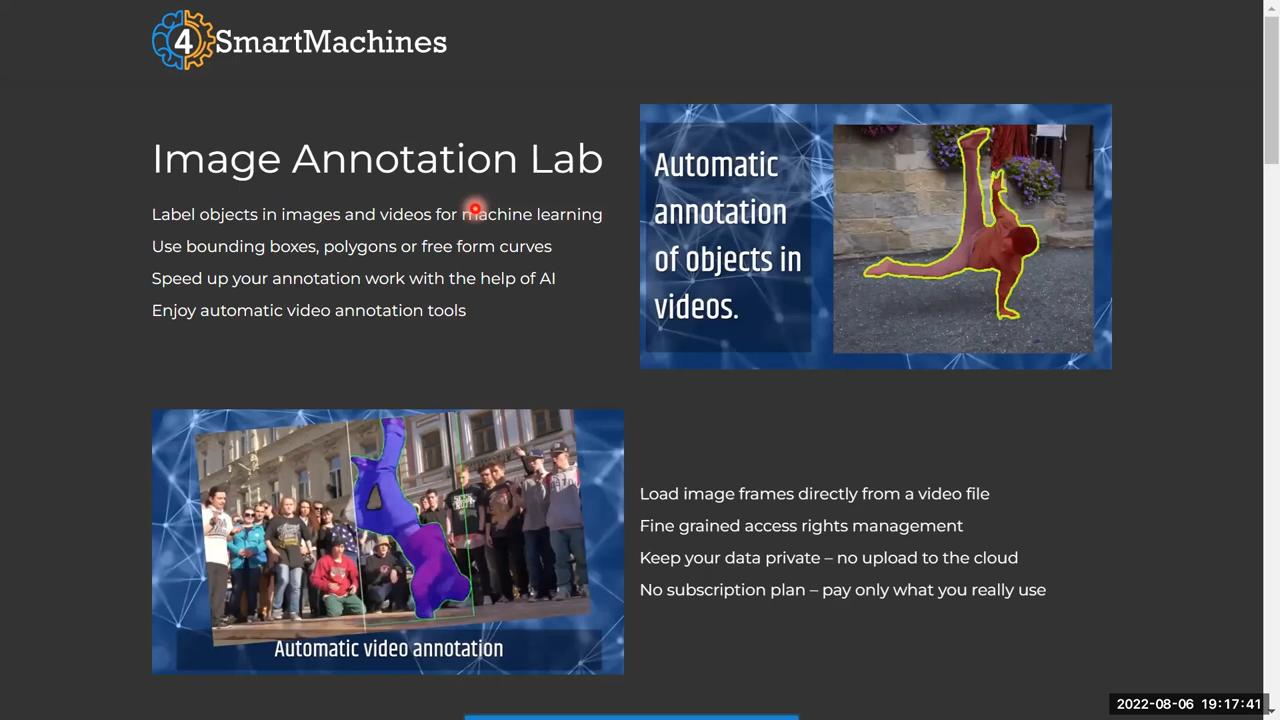 4 SmartMachines
Image Annotation Lab
Label objects in images and videos for machine learning
Use bounding boxes, polygons or free form curves
Speed up your annotation work with the help of AI
Enjoy automatic video annotation tools
Automatic
annotation
of objects in
videos.
Automatic video annotation
Load image frames directly from a video file
Fine grained access rights management
Keep your data private – no upload to the cloud
No subscription plan – pay only what you really use
2022-08-06 19:17:41